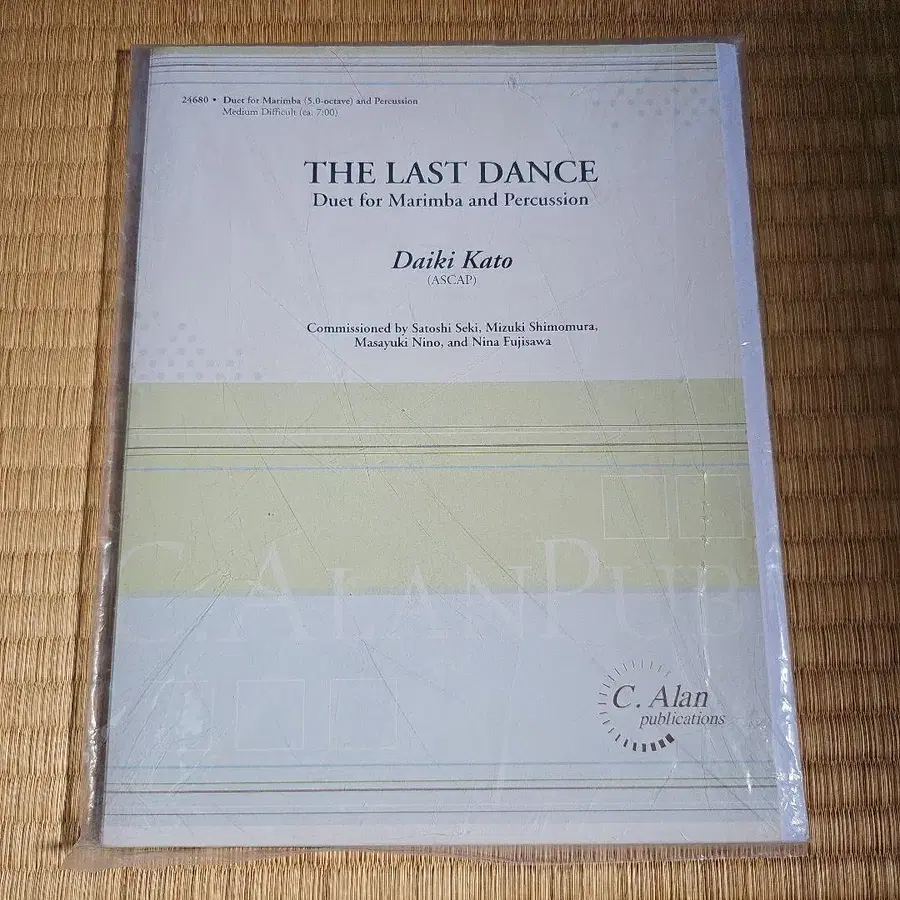 24680 • Duet for Marimba (5.0-octave) and Percussion
Medium Difficult (ca. 7:00)
THE LAST DANCE
Duet for Marimba and Percussion
Daiki Kato
(ASCAP)
Commissioned by Satoshi Seki, Mizuki Shimomura,
Masayuki Nino, and Nina Fujisawa
C. ALAN PUBL
C. Alan
publications